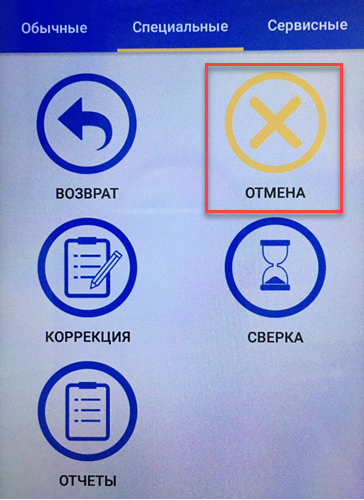 Обычные Специальные Сервисные
ВОЗВРАТ ОТМЕНА
КОРРЕКЦИЯ СВЕРКА
ОТЧЕТЫ